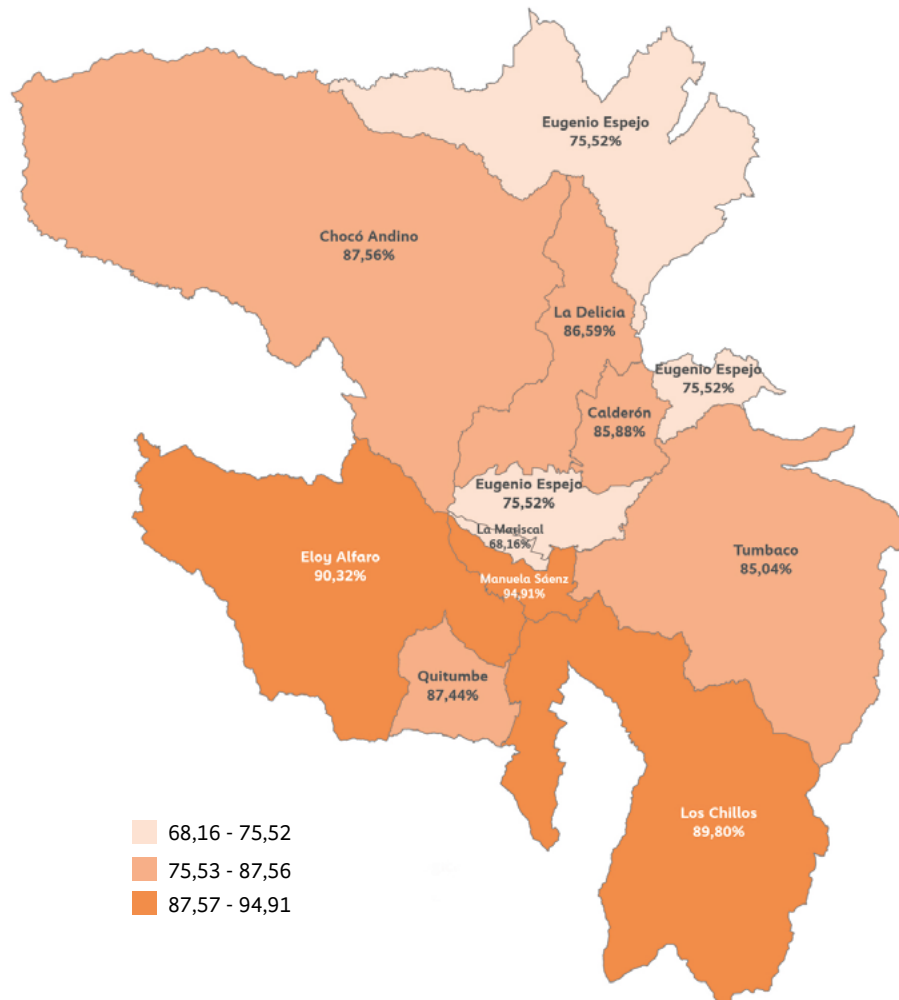 Eugenio Espejo
75,52%
Chocó Andino
87,56%
La Delicia
86,59%
Eugenio Espejo
75,52%
Calderón
85,88%
Eugenio Espejo
75,52%
La Mariscal
68,16%
Tumbaco
85,04%
Eloy Alfaro
90,32%
Manuela Sáenz
94,91%
Quitumbe
87,44%
Los Chillos
89,80%
68,16 - 75,52
75,53 - 87,56
87,57 - 94,91